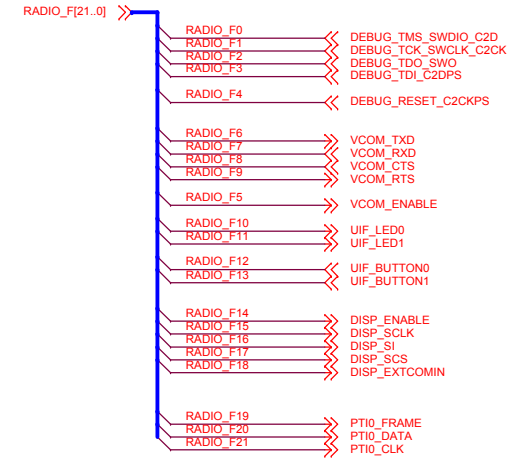 RADIO_F[21..0]
RADIO_F0 DEBUG_TMS_SWDIO_C2D
RADIO_F1 DEBUG_TCK_SWCLK_C2CK
RADIO_F2 DEBUG_TDO_SWO
RADIO_F3 DEBUG_TDI_C2DPS
RADIO_F4 DEBUG_RESET_C2CKPS
RADIO_F6 VCOM_TXD
RADIO_F7 VCOM_RXD
RADIO_F8 VCOM_CTS
RADIO_F9 VCOM_RTS
RADIO_F5 VCOM_ENABLE
RADIO_F10 UIF_LED0
RADIO_F11 UIF_LED1
RADIO_F12 UIF_BUTTON0
RADIO_F13 UIF_BUTTON1
RADIO_F14 DISP_ENABLE
RADIO_F15 DISP_SCLK
RADIO_F16 DISP_SI
RADIO_F17 DISP_SCS
RADIO_F18 DISP_EXTCOMIN
RADIO_F19 PTI0_FRAME
RADIO_F20 PTI0_DATA
RADIO_F21 PTI0_CLK